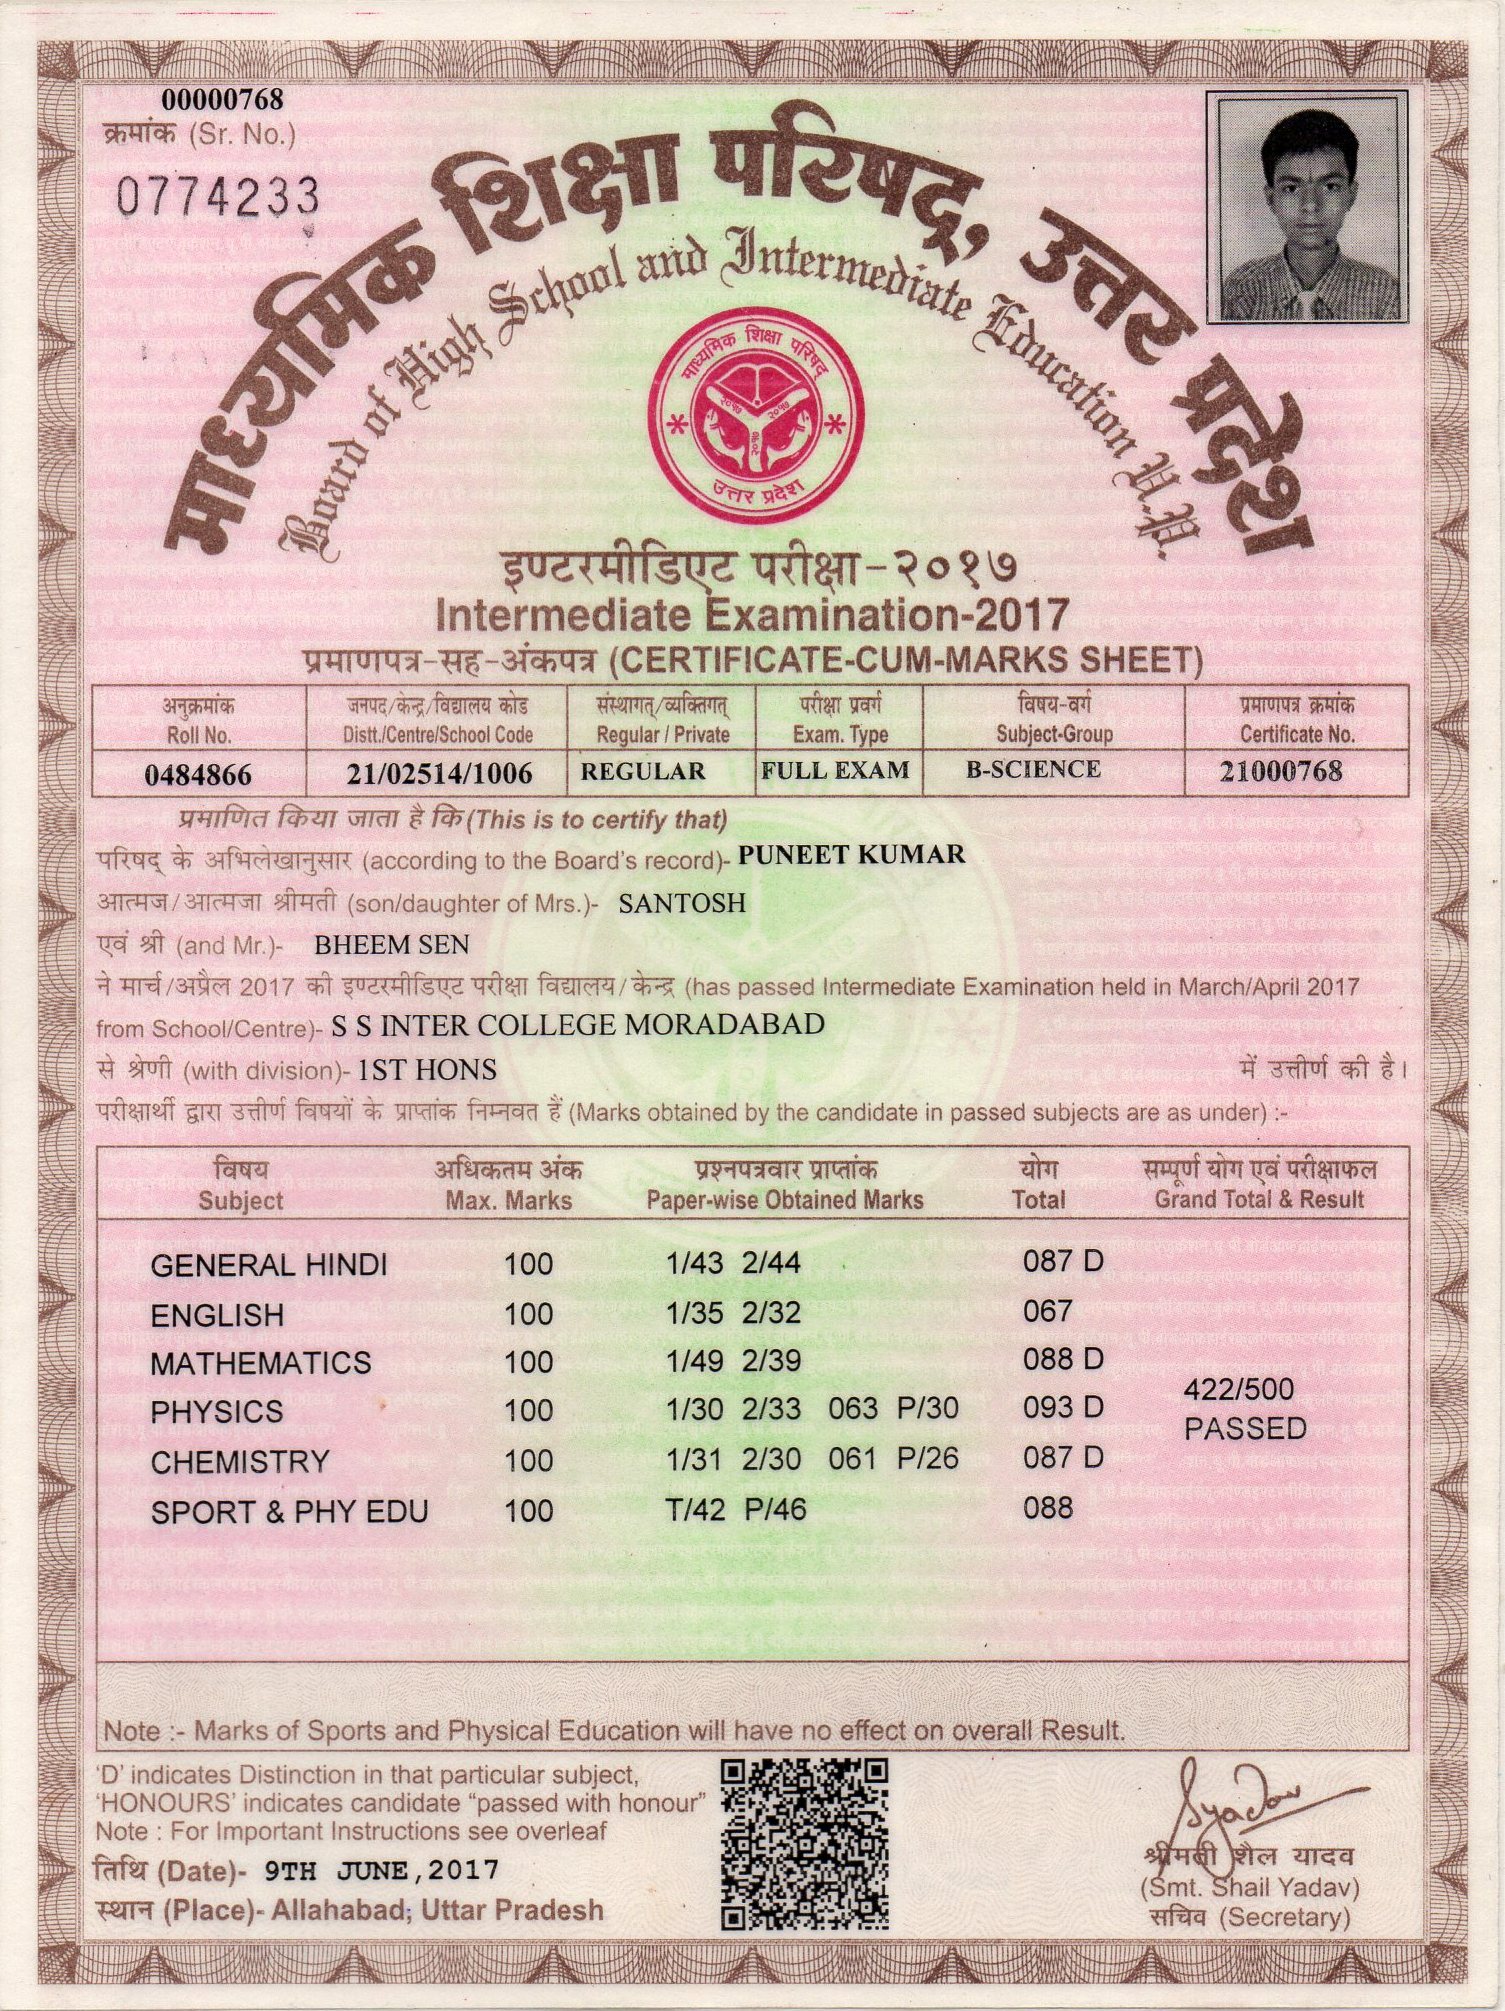 00000768
क्रमांक (Sr. No.)
0774233
माध्यमिक शिक्षा परिषद्, उत्तर प्रदेश
Board of High School and Intermediate Education U.P.
माध्यमिक शिक्षा परिषद्
२०१७ २०१७
२०१७
उत्तर प्रदेश
इण्टरमीडिएट परीक्षा-२०१७
Intermediate Examination-2017
प्रमाणपत्र-सह-अंकपत्र (CERTIFICATE-CUM-MARKS SHEET)
अनुक्रमांक जनपद/केन्द्र/विद्यालय कोड संस्थागत्/व्यक्तिगत् परीक्षा प्रवर्ग विषय-वर्ग प्रमाणपत्र क्रमांक
Roll No. Distt./Centre/School Code Regular / Private Exam. Type Subject-Group Certificate No.
0484866 21/02514/1006 REGULAR FULL EXAM B-SCIENCE 21000768
प्रमाणित किया जाता है कि (This is to certify that)
परिषद् के अभिलेखानुसार (according to the Board's record)- PUNEET KUMAR
आत्मज/आत्मजा श्रीमती (son/daughter of Mrs.)- SANTOSH
एवं श्री (and Mr.)- BHEEM SEN
ने मार्च/अप्रैल 2017 की इण्टरमीडिएट परीक्षा विद्यालय/केन्द्र (has passed Intermediate Examination held in March/April 2017
from School/Centre)- S S INTER COLLEGE MORADABAD
से श्रेणी (with division)- 1ST HONS में उत्तीर्ण की है।
परीक्षार्थी द्वारा उत्तीर्ण विषयों के प्राप्तांक निम्नवत हैं (Marks obtained by the candidate in passed subjects are as under) :-
विषय अधिकतम अंक प्रश्नपत्रवार प्राप्तांक योग सम्पूर्ण योग एवं परीक्षाफल
Subject Max. Marks Paper-wise Obtained Marks Total Grand Total & Result
GENERAL HINDI 100 1/43 2/44 087 D
ENGLISH 100 1/35 2/32 067
MATHEMATICS 100 1/49 2/39 088 D
422/500
PHYSICS 100 1/30 2/33 063 P/30 093 D
PASSED
CHEMISTRY 100 1/31 2/30 061 P/26 087 D
SPORT & PHY EDU 100 T/42 P/46 088
Note :- Marks of Sports and Physical Education will have no effect on overall Result.
'D' indicates Distinction in that particular subject,
'HONOURS' indicates candidate "passed with honour"
Note : For Important Instructions see overleaf
तिथि (Date)- 9TH JUNE,2017
स्थान (Place)- Allahabad, Uttar Pradesh
Syadav
श्रीमती शैल यादव
(Smt. Shail Yadav)
सचिव (Secretary)